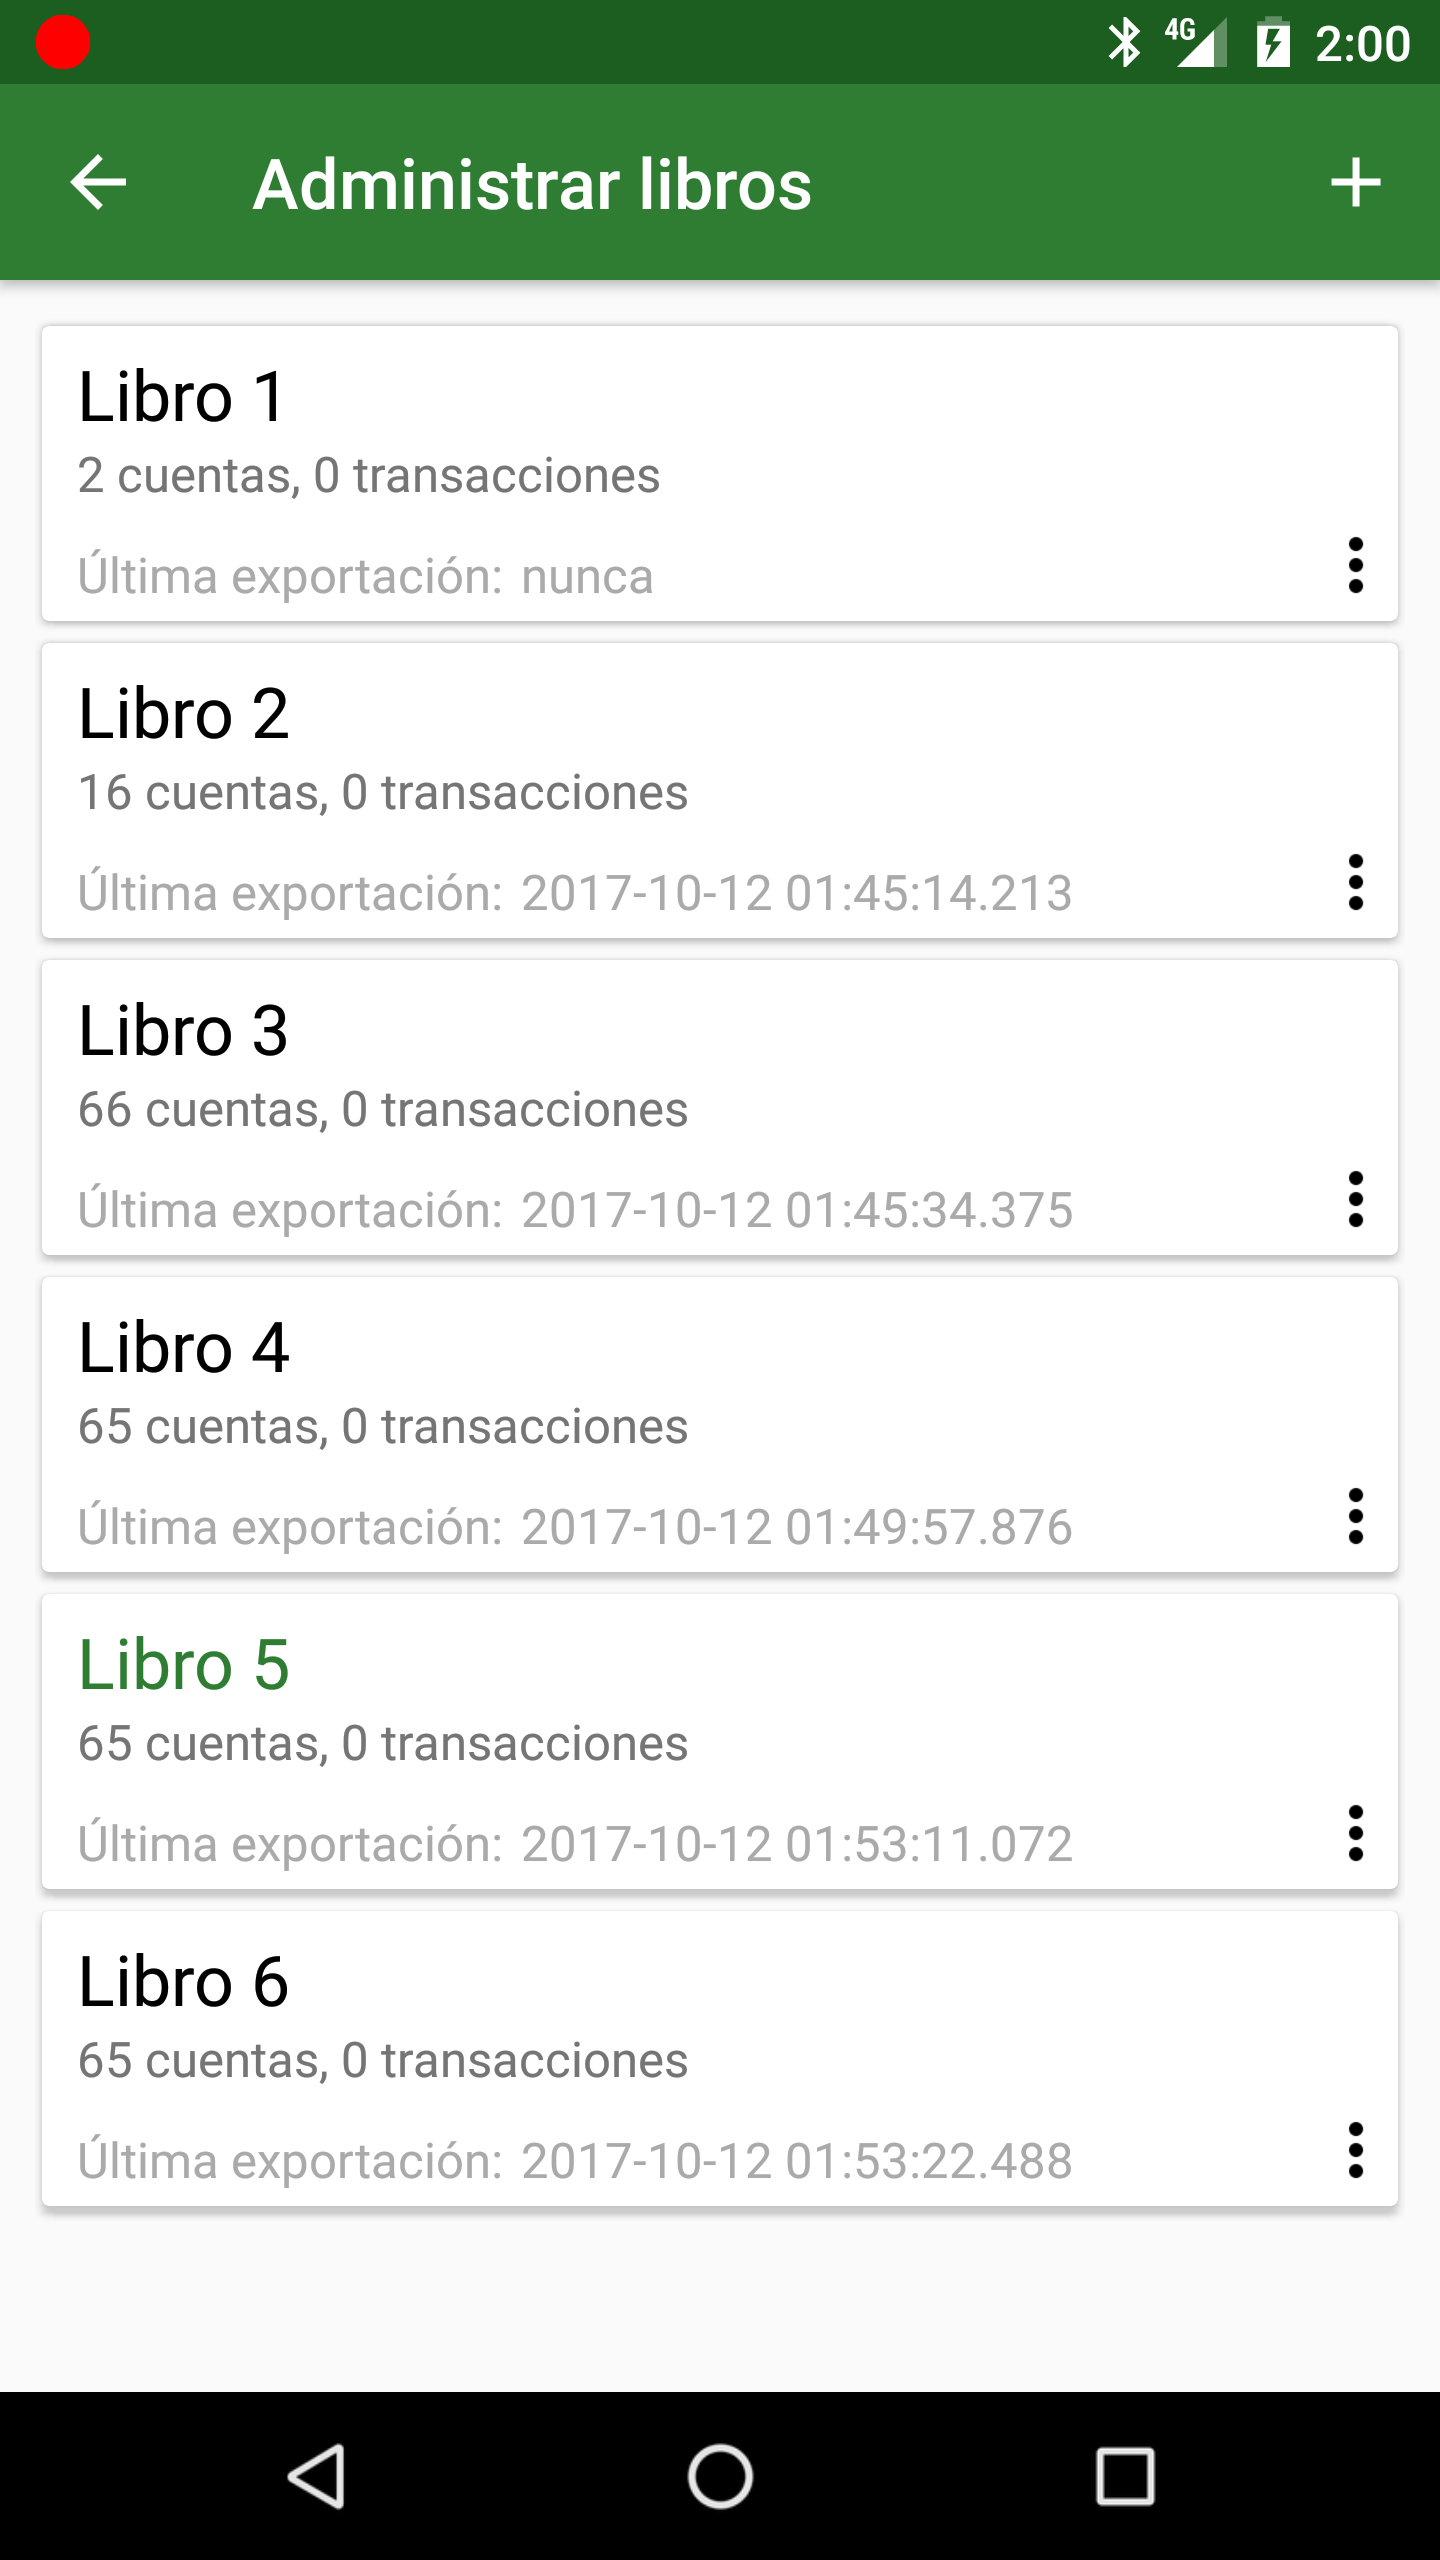 4G 2:00
Administrar libros
Libro 1
2 cuentas, 0 transacciones
Última exportación: nunca
Libro 2
16 cuentas, 0 transacciones
Última exportación: 2017-10-12 01:45:14.213
Libro 3
66 cuentas, 0 transacciones
Última exportación: 2017-10-12 01:45:34.375
Libro 4
65 cuentas, 0 transacciones
Última exportación: 2017-10-12 01:49:57.876
Libro 5
65 cuentas, 0 transacciones
Última exportación: 2017-10-12 01:53:11.072
Libro 6
65 cuentas, 0 transacciones
Última exportación: 2017-10-12 01:53:22.488